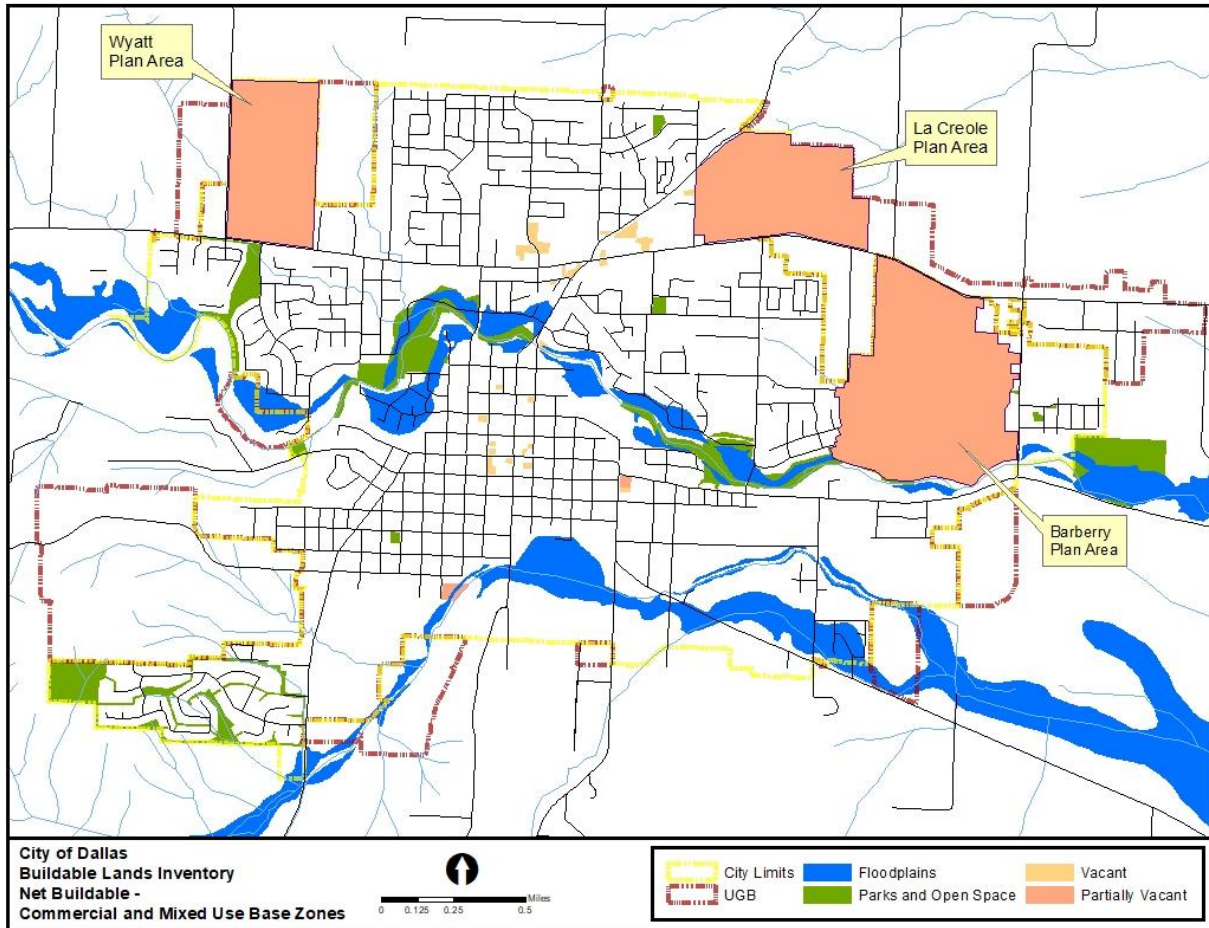 Wyatt
Plan Area
La Creole
Plan Area
Barberry
Plan Area
City of Dallas
Buildable Lands Inventory
Net Buildable -
Commercial and Mixed Use Base Zones
Miles
0 0.125 0.25 0.5
City Limits
UGB
Floodplains
Parks and Open Space
Vacant
Partially Vacant